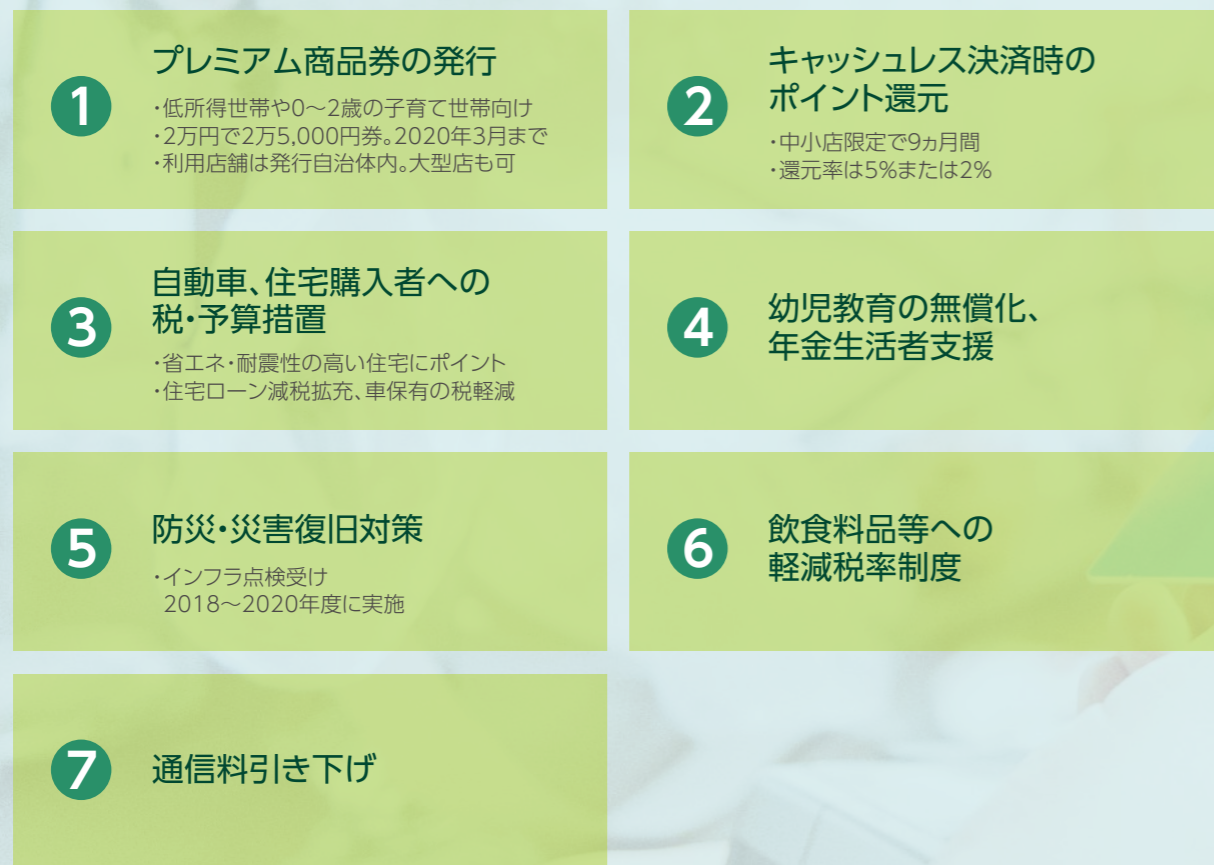 1
プレミアム商品券の発行
・低所得世帯や0～2歳の子育て世帯向け
・2万円で2万5,000円券。2020年3月まで
・利用店舗は発行自治体内。大型店も可
2
キャッシュレス決済時の
ポイント還元
・中小店限定で9ヵ月間
・還元率は5%または2%
3
自動車、住宅購入者への
税・予算措置
・省エネ・耐震性の高い住宅にポイント
・住宅ローン減税拡充、車保有の税軽減
4
幼児教育の無償化、
年金生活者支援
5
防災・災害復旧対策
・インフラ点検受け
2018～2020年度に実施
6
飲食料品等への
軽減税率制度
7
通信料引き下げ